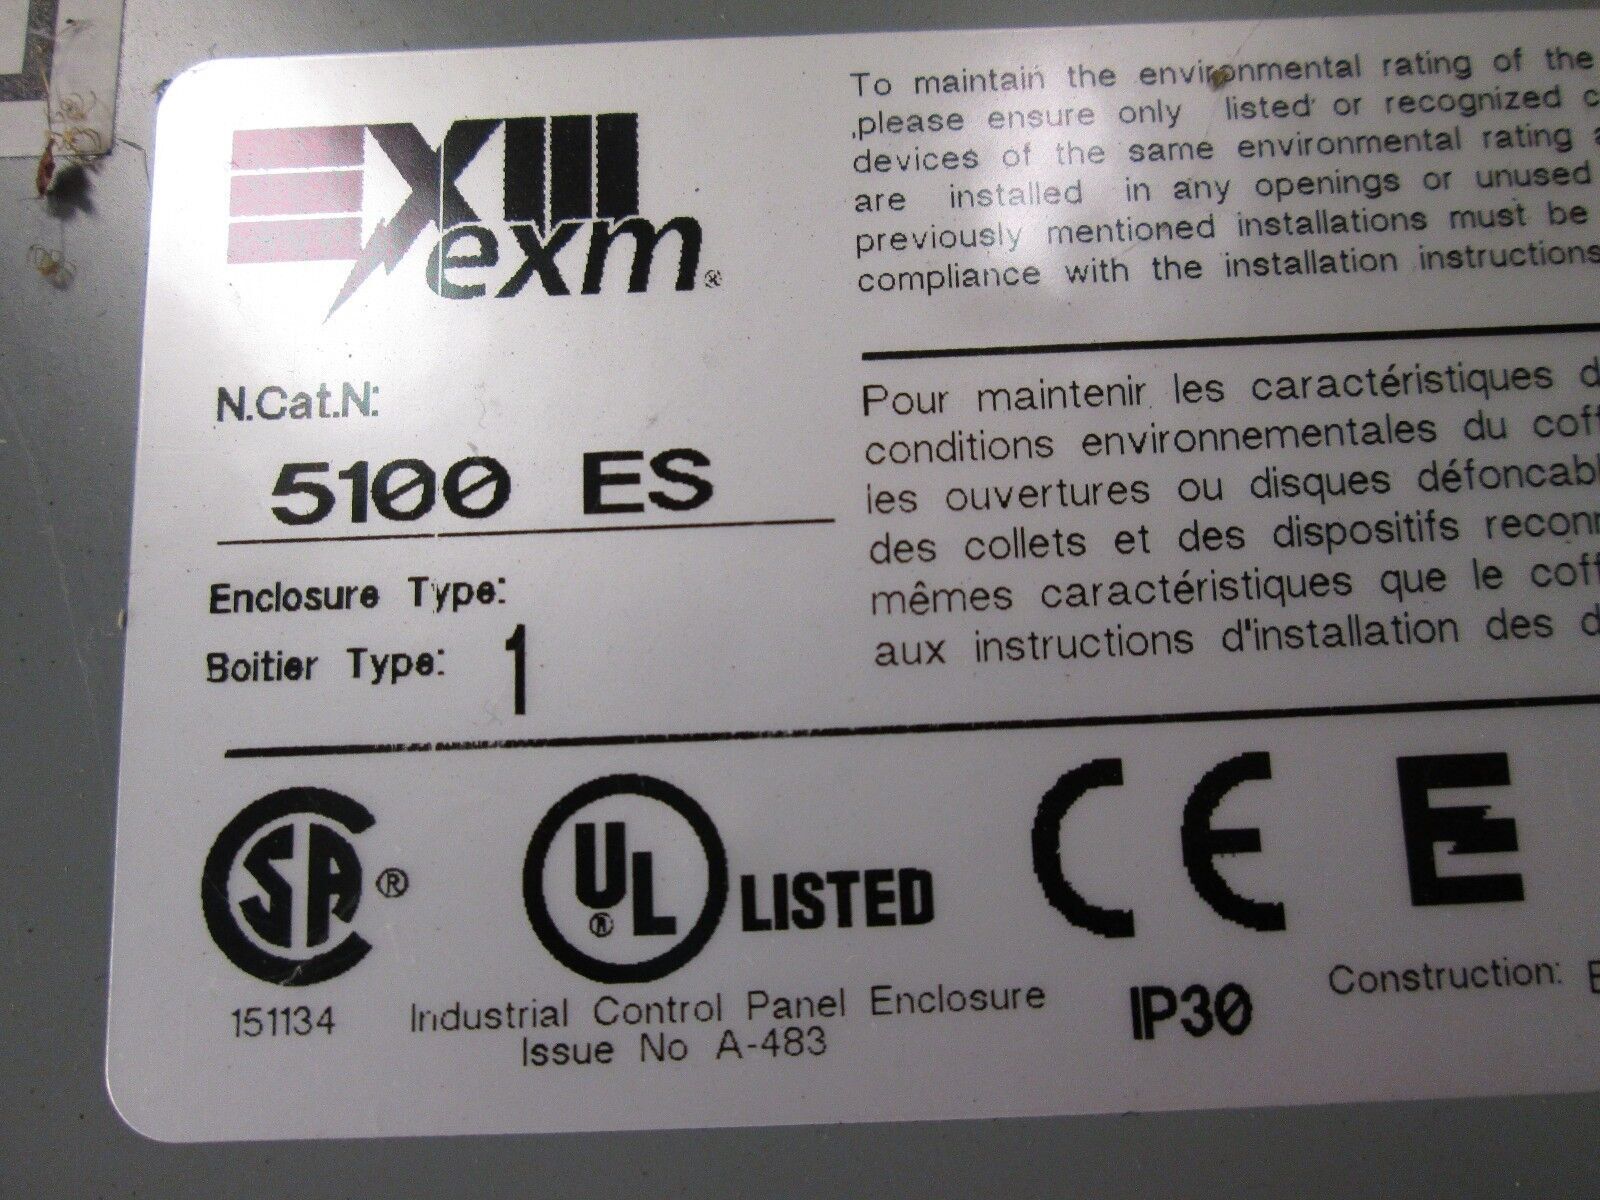 EXIII
exm®
N.Cat.N:
5100 ES
Enclosure Type:
Boitier Type: 1
To maintain the environmental rating of the
,please ensure only listed or recognized
devices of the same environmental rating
are installed in any openings or unused
previously mentioned installations must be
compliance with the installation instructions
Pour maintenir les caractéristiques
conditions environnementales du
les ouvertures ou disques
des collets et des dispositifs
mêmes caractéristiques que le
aux instructions d'installation des
SA ®
151134
UL ® LISTED
Industrial Control Panel Enclosure
Issue No A-483
CE
IP30
E
Construction: